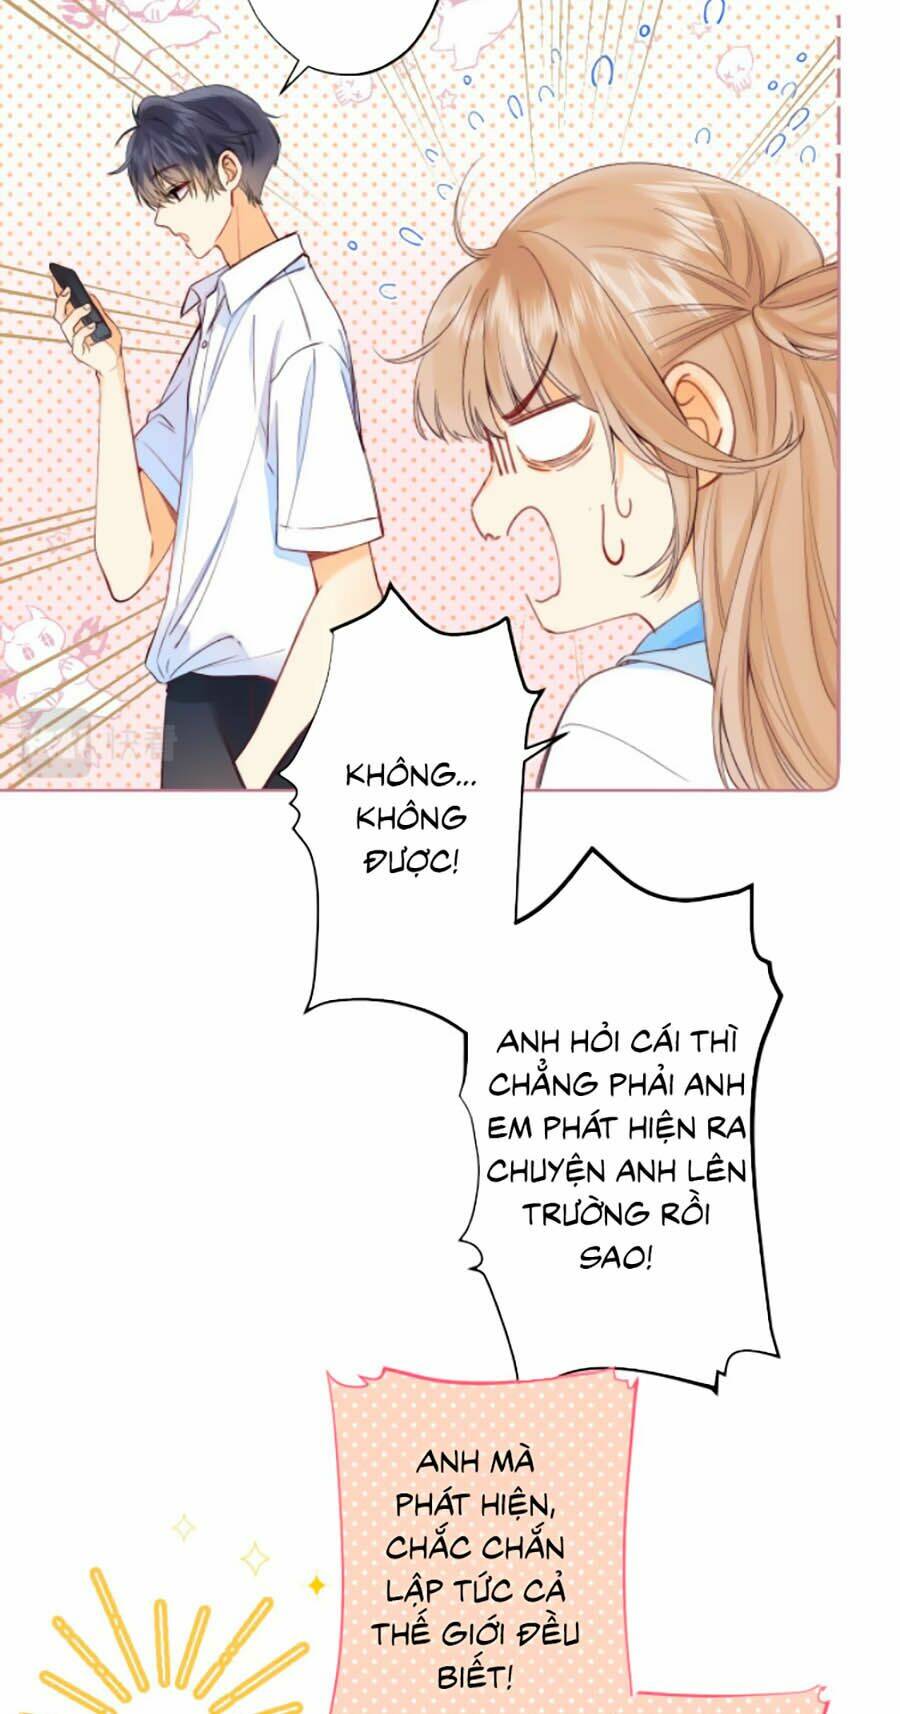 KHÔNG...
KHÔNG
ĐƯỢC!
ANH HỎI CÁI THÌ
CHẲNG PHẢI ANH
EM PHÁT HIỆN RA
CHUYỆN ANH LÊN
TRƯỜNG RỒI
SAO!
ANH MÀ
PHÁT HIỆN,
CHẮC CHẮN
LẬP TỨC CẢ
THẾ GIỚI ĐỀU
BIẾT!